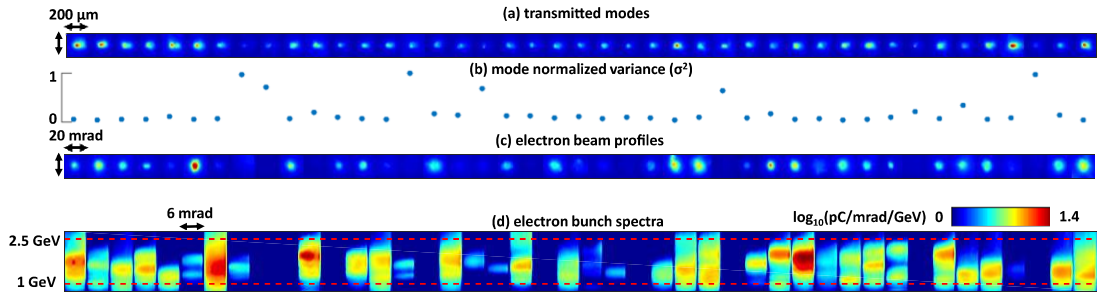 (a) transmitted modes
200 µm
(b) mode normalized variance (σ²)
1
0
20 mrad
(c) electron beam profiles
6 mrad
(d) electron bunch spectra
log₁₀(pC/mrad/GeV) 0 1.4
2.5 GeV
1 GeV